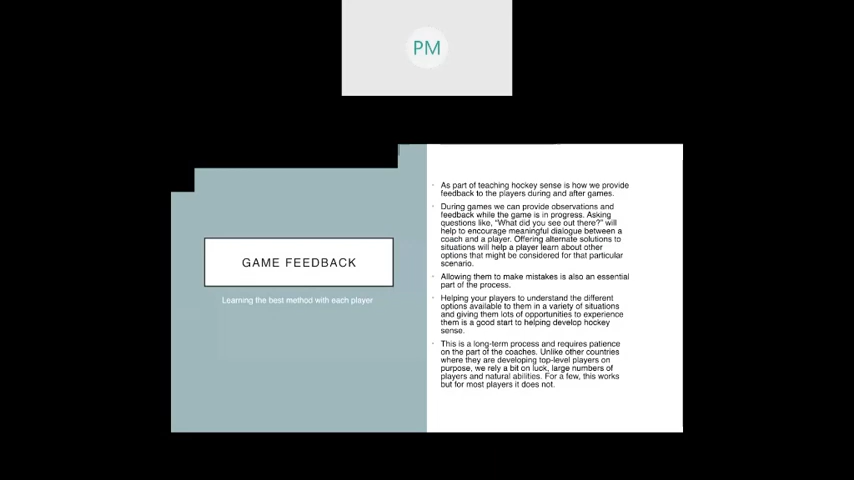 PM
GAME FEEDBACK
Learning the best method with each player
As part of teaching hockey sense is how we provide
feedback to the players during and after games.
During games we can provide observations and
feedback while the game is in progress. Asking
questions like, "What did you see out there?" will
help to encourage meaningful dialogue between a
coach and a player. Offering alternate solutions to
situations will help a player learn about other
options that might be considered for that particular
scenario.
Allowing them to make mistakes is also an essential
part of the process.
Helping your players to understand the different
options available to them in a variety of situations
and giving them lots of opportunities to experience
them is a good start to helping develop hockey
sense.
This is a long-term process and requires patience
on the part of the coaches. Unlike other countries
where they are developing top-level players on
purpose, we rely a bit on luck, large numbers of
players and natural abilities. For a few, this works
but for most players it does not.